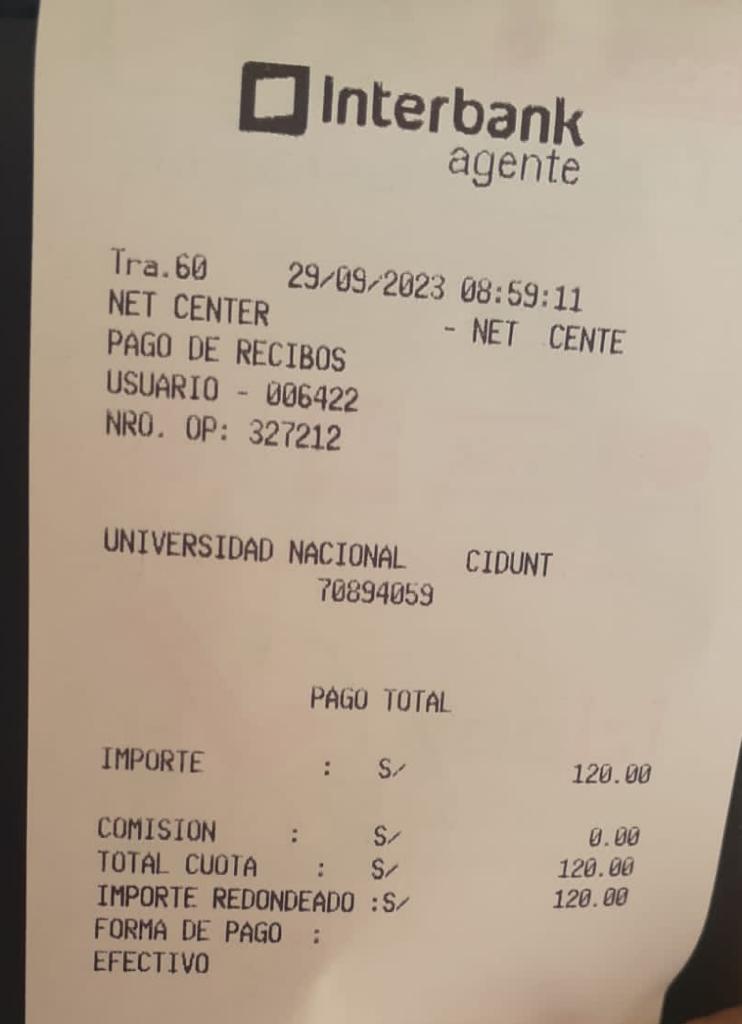 Interbank
agente
Tra.60 29/09/2023 08:59:11
NET CENTER - NET CENTE
PAGO DE RECIBOS
USUARIO - 006422
NRO. OP: 327212
UNIVERSIDAD NACIONAL CIDUNT
70894059
PAGO TOTAL
IMPORTE : S/ 120.00
COMISION : S/ 0.00
TOTAL CUOTA : S/ 120.00
IMPORTE REDONDEADO :S/ 120.00
FORMA DE PAGO :
EFECTIVO